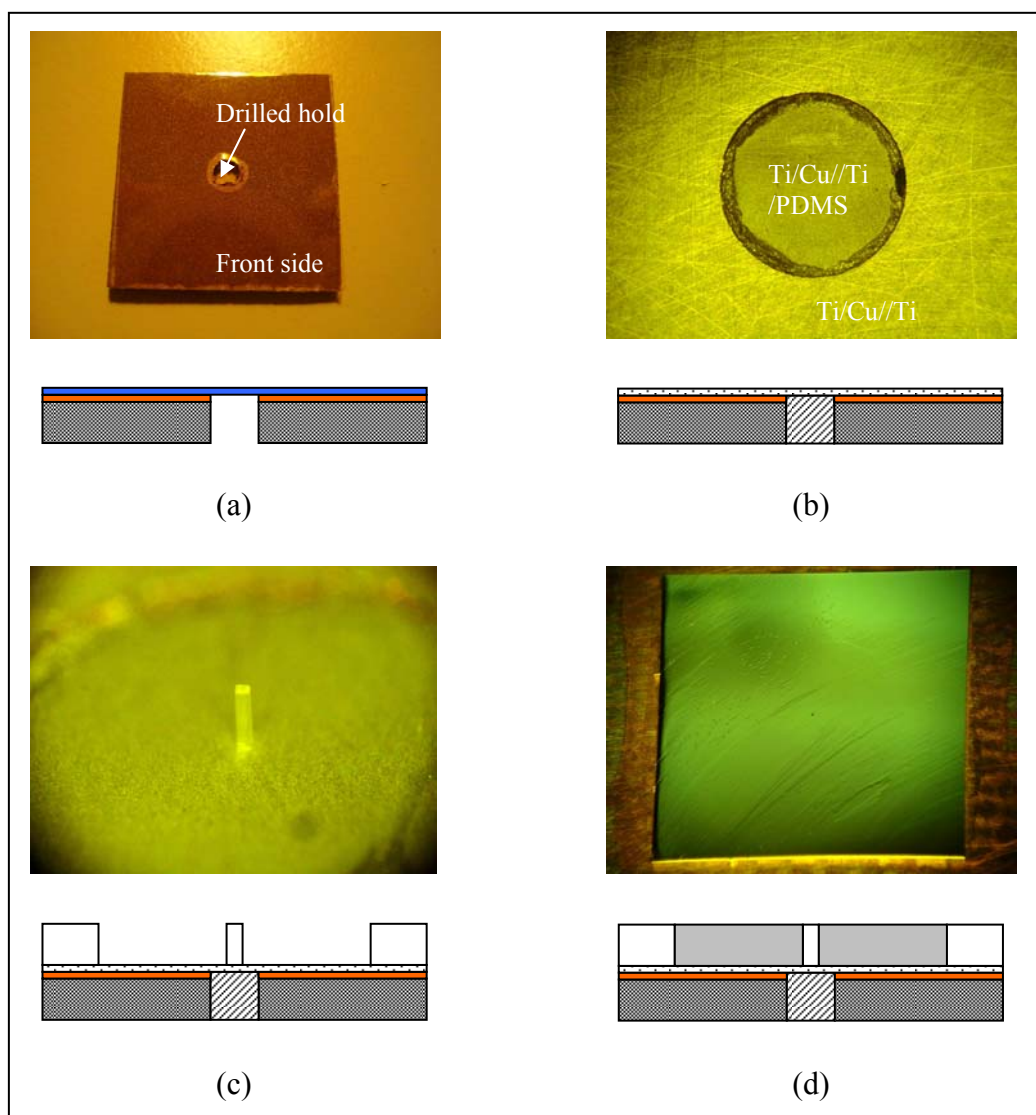 Drilled hold
Front side
Ti/Cu//Ti
/PDMS
Ti/Cu//Ti
(a)
(b)
(c)
(d)